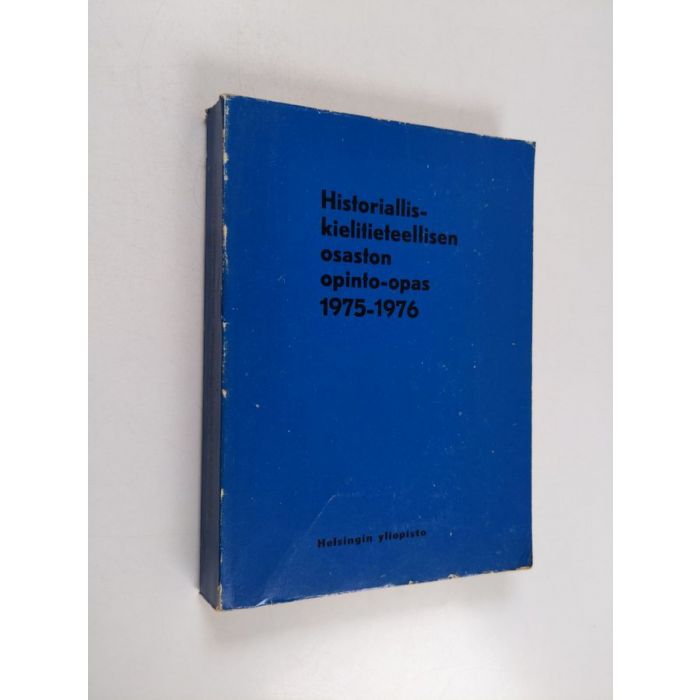 Historiallis-
kielitieteellisen
osaston
opinto-opas
1975-1976
Helsingin yliopisto